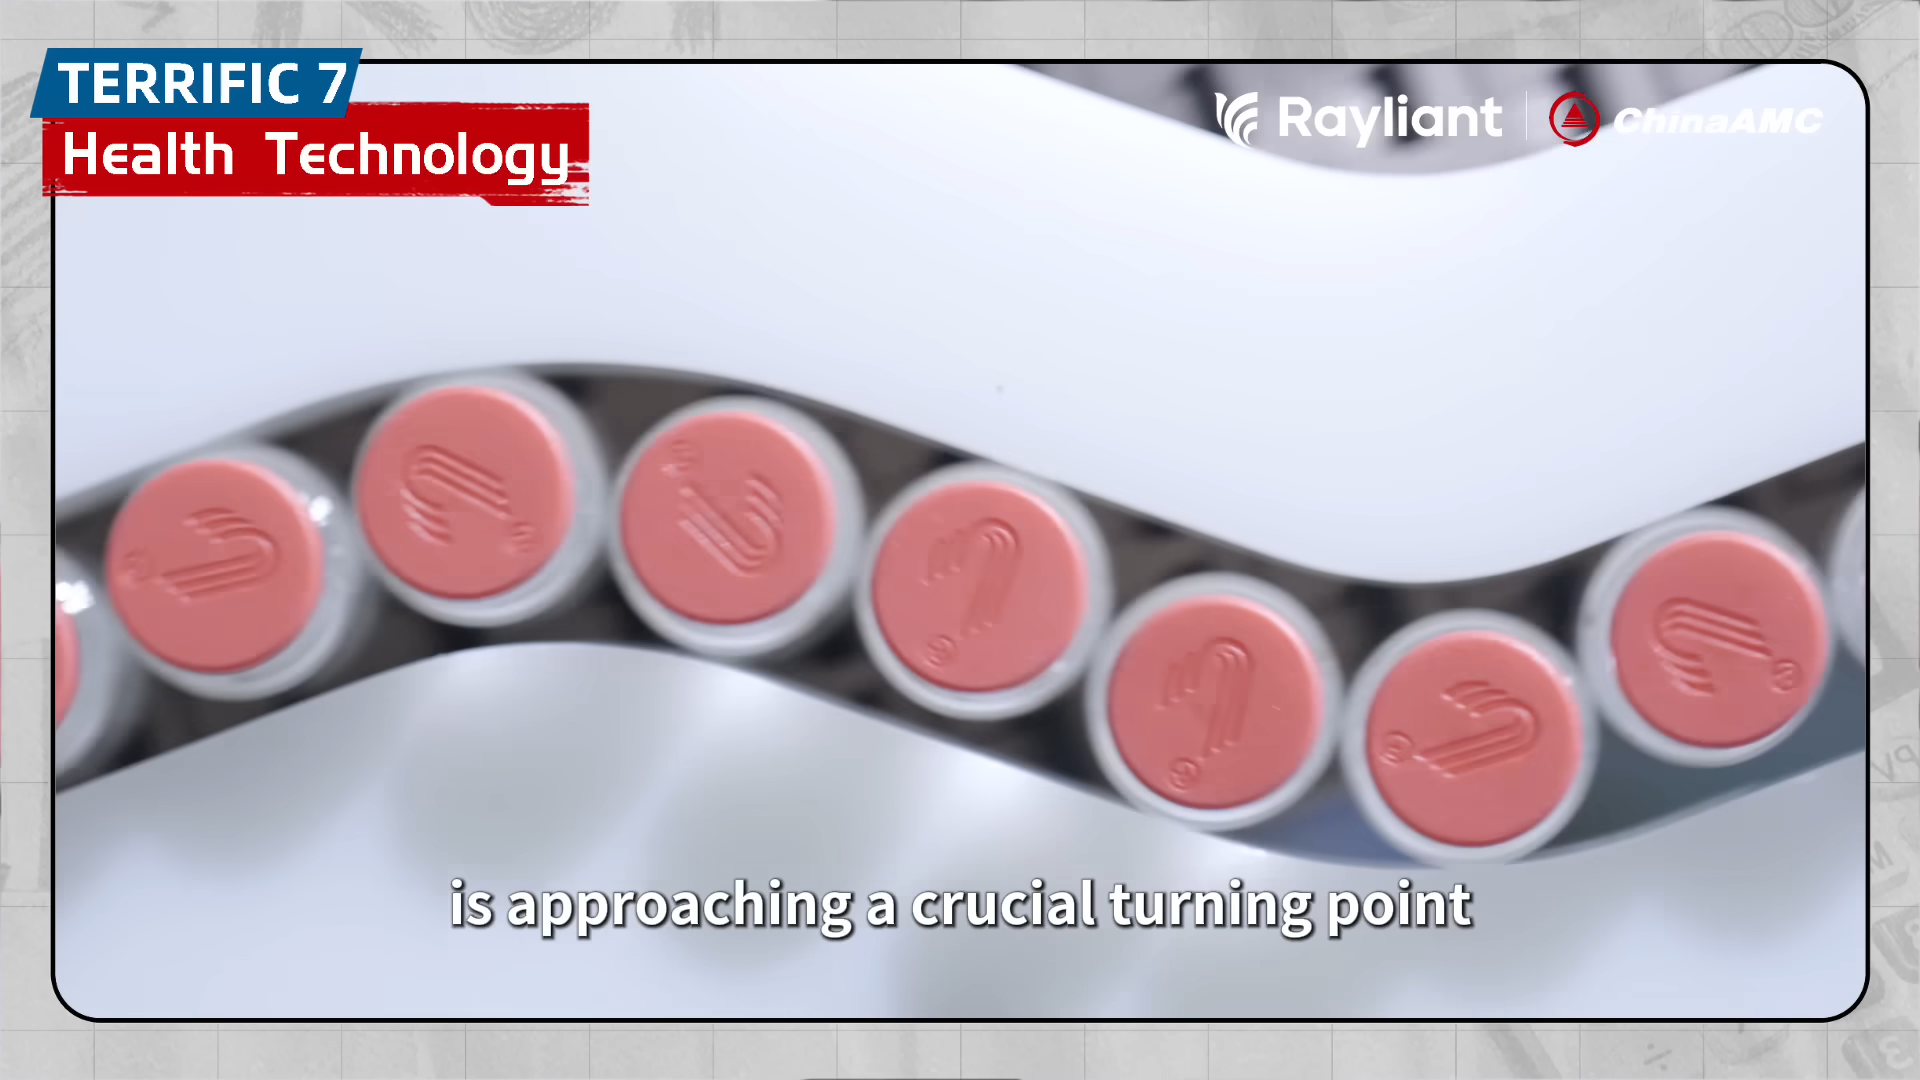 TERRIFIC 7
Health Technology
Rayliant
ChinaAMC
is approaching a crucial turning point